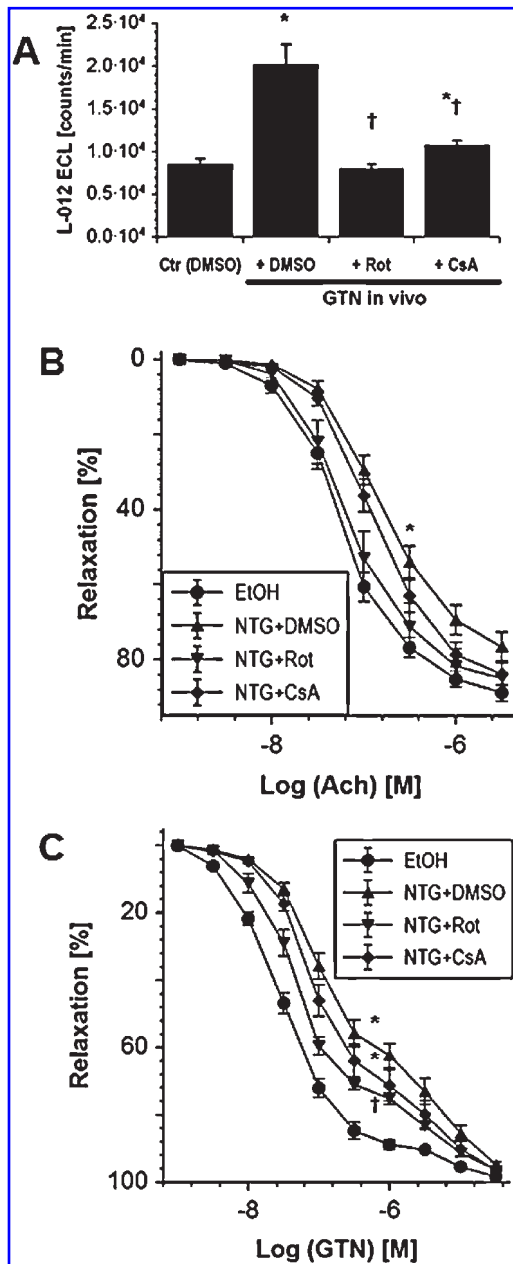 A
L-012 ECL [counts/min]
2.5·10⁴
2.0·10⁴
1.5·10⁴
1.0·10⁴
0.5·10⁴
0.0·10⁴
*
†
*†
Ctr (DMSO) + DMSO + Rot + CsA
GTN in vivo
B
Relaxation [%]
0
40
80
*
EtOH
NTG+DMSO
NTG+Rot
NTG+CsA
-8 -6
Log (Ach) [M]
C
Relaxation [%]
20
60
100
EtOH
NTG+DMSO
NTG+Rot
NTG+CsA
*
*
†
-8 -6
Log (GTN) [M]